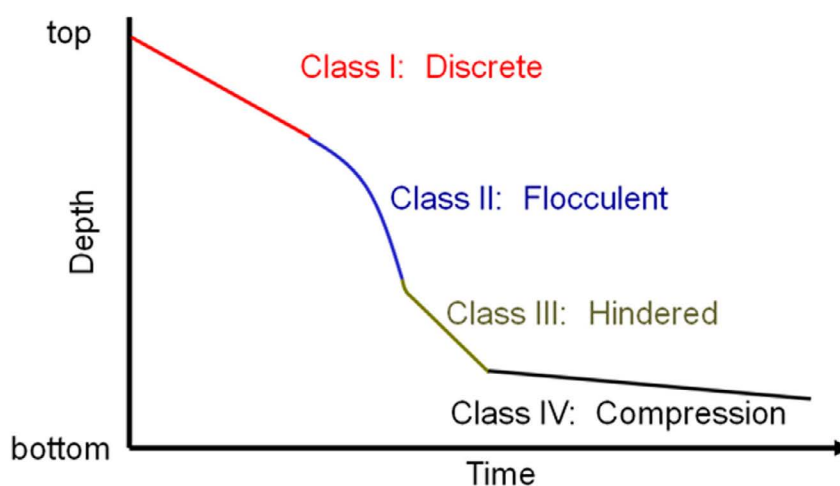 top
Class I: Discrete
Class II: Flocculent
Depth
Class III: Hindered
Class IV: Compression
bottom
Time